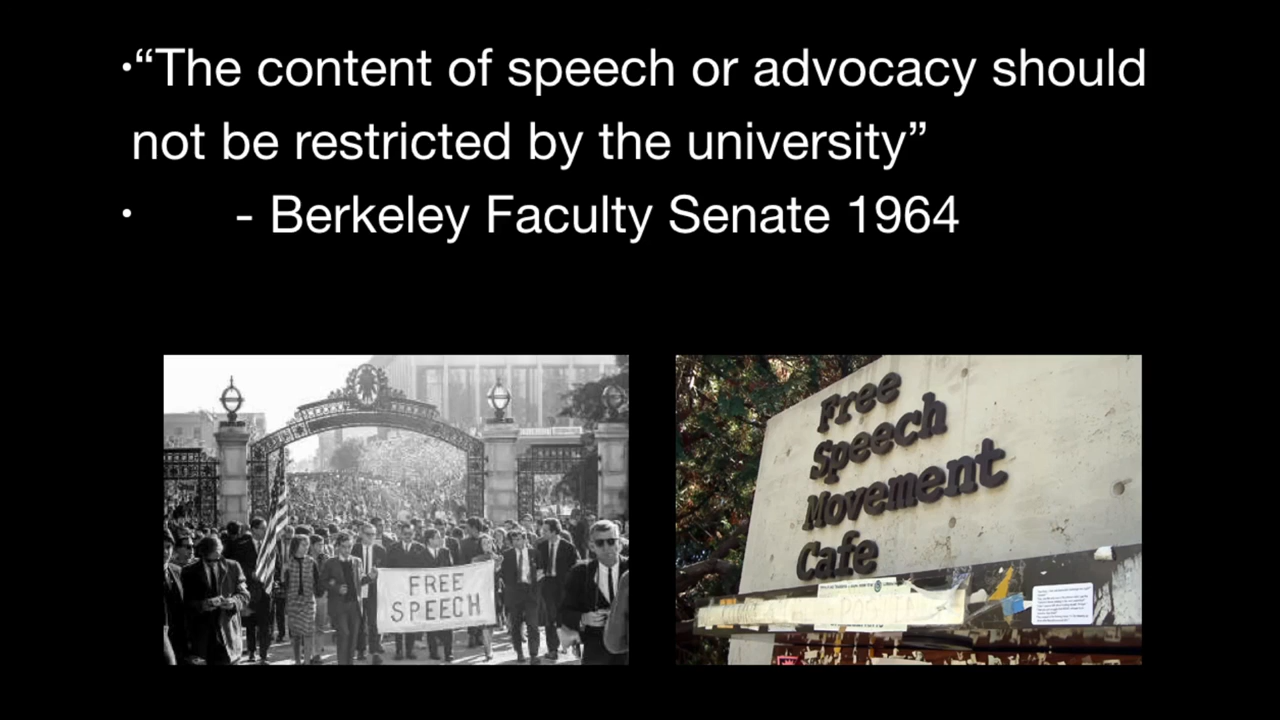 •“The content of speech or advocacy should
not be restricted by the university”
• - Berkeley Faculty Senate 1964
FREE
SPEECH
Free
Speech
Movement
Cafe